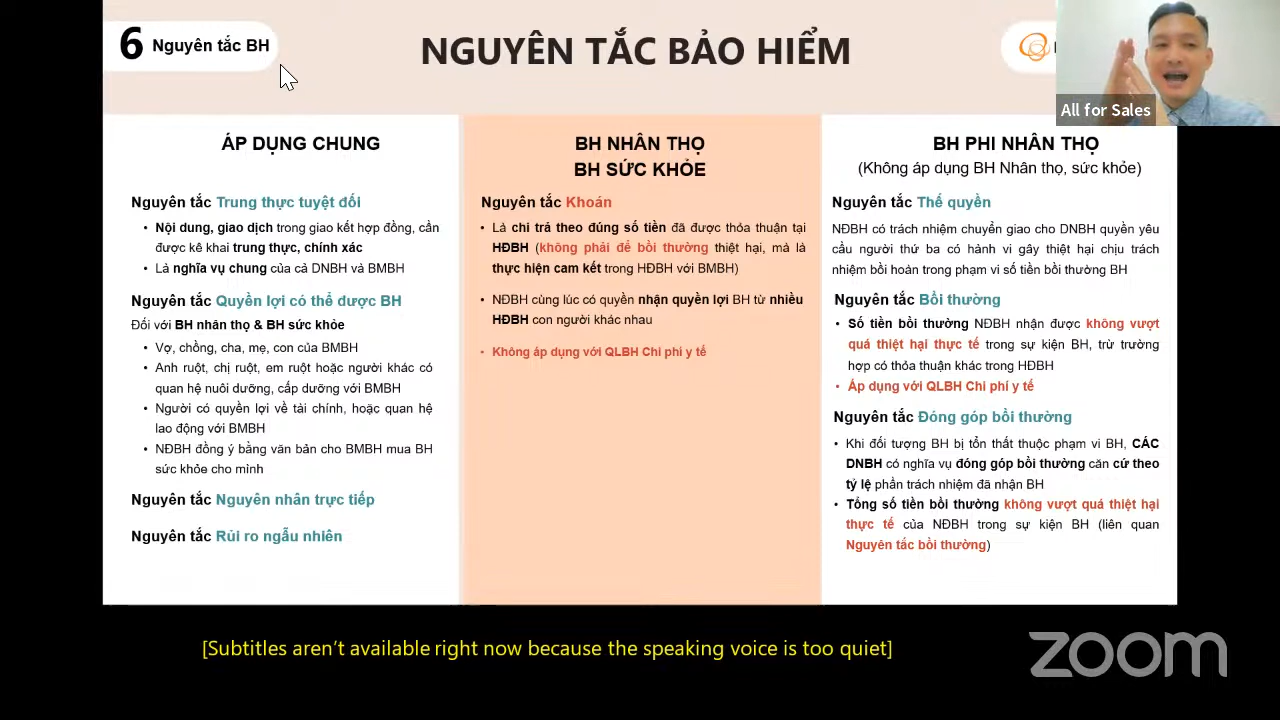 6 Nguyên tắc BH
NGUYÊN TẮC BẢO HIỂM
All for Sales
ÁP DỤNG CHUNG
Nguyên tắc Trung thực tuyệt đối
• Nội dung, giao dịch trong giao kết hợp đồng, cần
được kê khai trung thực, chính xác
• Là nghĩa vụ chung của cả DNBH và BMBH
Nguyên tắc Quyền lợi có thể được BH
Đối với BH nhân thọ & BH sức khỏe
• Vợ, chồng, cha, mẹ, con của BMBH
• Anh ruột, chị ruột, em ruột hoặc người khác có
quan hệ nuôi dưỡng, cấp dưỡng với BMBH
• Người có quyền lợi về tài chính, hoặc quan hệ
lao động với BMBH
• NĐBH đồng ý bằng văn bản cho BMBH mua BH
sức khỏe cho mình
Nguyên tắc Nguyên nhân trực tiếp
Nguyên tắc Rủi ro ngẫu nhiên
BH NHÂN THỌ
BH SỨC KHỎE
Nguyên tắc Khoán
• Là chi trả theo đúng số tiền đã được thỏa thuận tại
HĐBH (không phải để bồi thường thiệt hại, mà là
thực hiện cam kết trong HĐBH với BMBH)
• NĐBH cùng lúc có quyền nhận quyền lợi BH từ nhiều
HĐBH con người khác nhau
• Không áp dụng với QLBH Chi phí y tế
BH PHI NHÂN THỌ
(Không áp dụng BH Nhân thọ, sức khỏe)
Nguyên tắc Thế quyền
NĐBH có trách nhiệm chuyển giao cho DNBH quyền yêu
cầu người thứ ba có hành vi gây thiệt hại chịu trách
nhiệm bồi hoàn trong phạm vi số tiền bồi thường BH
Nguyên tắc Bồi thường
• Số tiền bồi thường NĐBH nhận được không vượt
quá thiệt hại thực tế trong sự kiện BH, trừ trường
hợp có thỏa thuận khác trong HĐBH
• Áp dụng với QLBH Chi phí y tế
Nguyên tắc Đóng góp bồi thường
• Khi đối tượng BH bị tổn thất thuộc phạm vi BH, CÁC
DNBH có nghĩa vụ đóng góp bồi thường căn cứ theo
tỷ lệ phần trách nhiệm đã nhận BH
• Tổng số tiền bồi thường không vượt quá thiệt hại
thực tế của NĐBH trong sự kiện BH (liên quan
Nguyên tắc bồi thường)
[Subtitles aren't available right now because the speaking voice is too quiet]
zoom